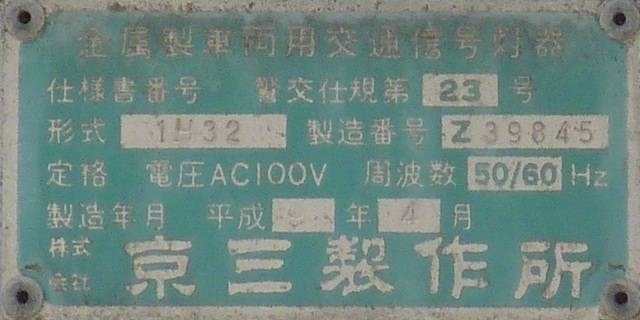 金属製車両用交通信号灯器
仕様書番号 警交仕規第 23 号
形式 1H32 製造番号 Z39845
定格 電圧AC100V 周波数 50/60 Hz
製造年月 平成 年 4 月
株式会社 京三製作所